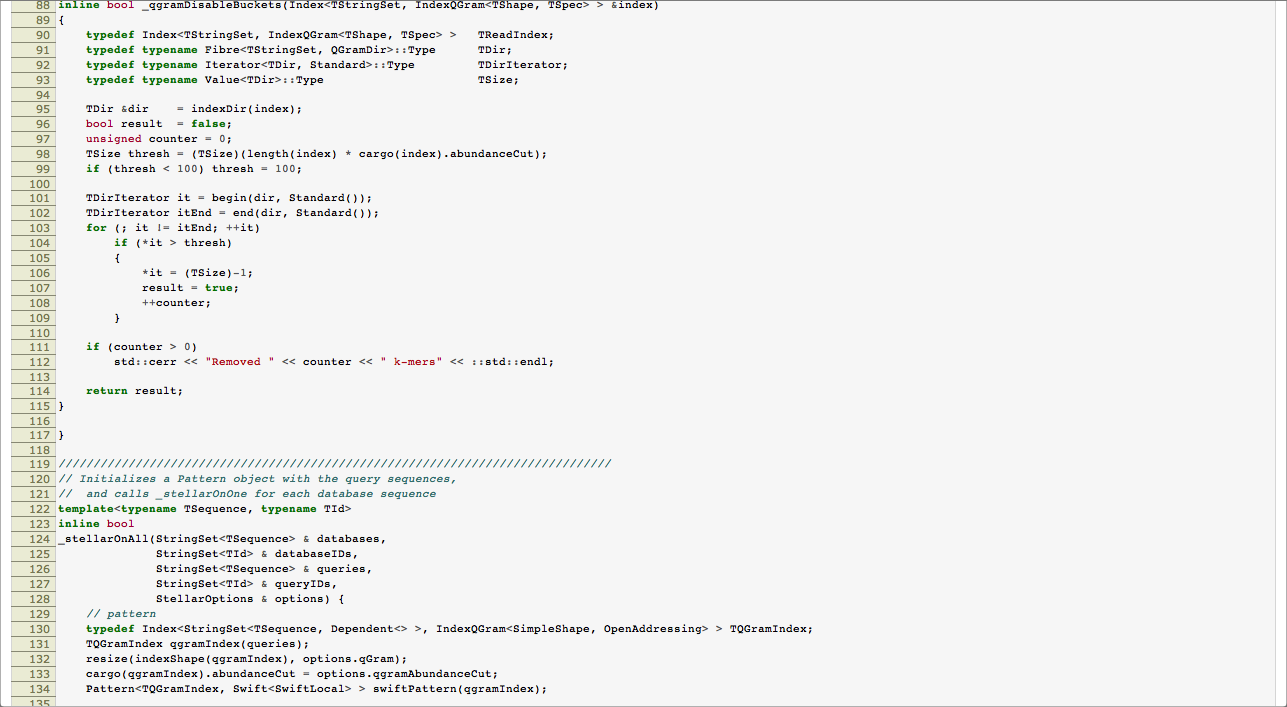 88 inline bool _qgramDisableBuckets(Index<TStringSet, IndexQGram<TShape, TSpec> > &index)
89 {
90     typedef Index<TStringSet, IndexQGram<TShape, TSpec> >   TReadIndex;
91     typedef typename Fibre<TStringSet, QGramDir>::Type      TDir;
92     typedef typename Iterator<TDir, Standard>::Type         TDirIterator;
93     typedef typename Value<TDir>::Type                      TSize;
94
95     TDir &dir    = indexDir(index);
96     bool result  = false;
97     unsigned counter = 0;
98     TSize thresh = (TSize)(length(index) * cargo(index).abundanceCut);
99     if (thresh < 100) thresh = 100;
100
101     TDirIterator it = begin(dir, Standard());
102     TDirIterator itEnd = end(dir, Standard());
103     for (; it != itEnd; ++it)
104         if (*it > thresh)
105         {
106             *it = (TSize)-1;
107             result = true;
108             ++counter;
109         }
110
111     if (counter > 0)
112         std::cerr << "Removed " << counter << " k-mers" << ::std::endl;
113
114     return result;
115 }
116
117 }
118
119 ///////////////////////////////////////////////////////////////////////////////
120 // Initializes a Pattern object with the query sequences,
121 //  and calls _stellarOnOne for each database sequence
122 template<typename TSequence, typename TId>
123 inline bool
124 _stellarOnAll(StringSet<TSequence> & databases,
125               StringSet<TId> & databaseIDs,
126               StringSet<TSequence> & queries,
127               StringSet<TId> & queryIDs,
128               StellarOptions & options) {
129     // pattern
130     typedef Index<StringSet<TSequence, Dependent<> >, IndexQGram<SimpleShape, OpenAddressing> > TQGramIndex;
131     TQGramIndex qgramIndex(queries);
132     resize(indexShape(qgramIndex), options.qGram);
133     cargo(qgramIndex).abundanceCut = options.qgramAbundanceCut;
134     Pattern<TQGramIndex, Swift<SwiftLocal> > swiftPattern(qgramIndex);
135